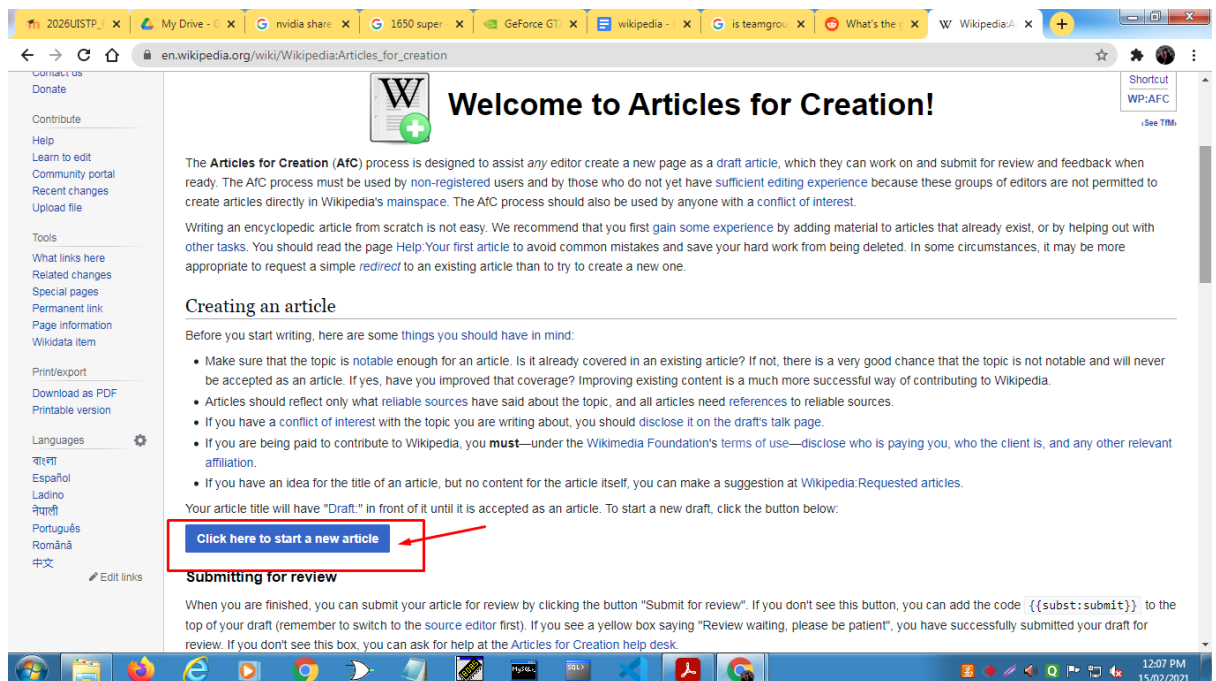 2026UISTP_
My Drive - G
nvidia share
1650 super
GeForce GT
wikipedia -
is teamgrou
What's the g
Wikipedia:A
en.wikipedia.org/wiki/Wikipedia:Articles_for_creation
Contact us
Donate
Contribute
Help
Learn to edit
Community portal
Recent changes
Upload file
Tools
What links here
Related changes
Special pages
Permanent link
Page information
Wikidata item
Print/export
Download as PDF
Printable version
Languages
বাংলা
Español
Ladino
नेपाली
Português
Română
中文
Edit links
W
Welcome to Articles for Creation!
Shortcut
WP:AFC
‹See TfM›
The Articles for Creation (AfC) process is designed to assist any editor create a new page as a draft article, which they can work on and submit for review and feedback when
ready. The AfC process must be used by non-registered users and by those who do not yet have sufficient editing experience because these groups of editors are not permitted to
create articles directly in Wikipedia's mainspace. The AfC process should also be used by anyone with a conflict of interest.
Writing an encyclopedic article from scratch is not easy. We recommend that you first gain some experience by adding material to articles that already exist, or by helping out with
other tasks. You should read the page Help:Your first article to avoid common mistakes and save your hard work from being deleted. In some circumstances, it may be more
appropriate to request a simple redirect to an existing article than to try to create a new one.
Creating an article
Before you start writing, here are some things you should have in mind:
• Make sure that the topic is notable enough for an article. Is it already covered in an existing article? If not, there is a very good chance that the topic is not notable and will never
be accepted as an article. If yes, have you improved that coverage? Improving existing content is a much more successful way of contributing to Wikipedia.
• Articles should reflect only what reliable sources have said about the topic, and all articles need references to reliable sources.
• If you have a conflict of interest with the topic you are writing about, you should disclose it on the draft's talk page.
• If you are being paid to contribute to Wikipedia, you must—under the Wikimedia Foundation's terms of use—disclose who is paying you, who the client is, and any other relevant
affiliation.
• If you have an idea for the title of an article, but no content for the article itself, you can make a suggestion at Wikipedia:Requested articles.
Your article title will have "Draft:" in front of it until it is accepted as an article. To start a new draft, click the button below:
Click here to start a new article
Submitting for review
When you are finished, you can submit your article for review by clicking the button "Submit for review". If you don't see this button, you can add the code {{subst:submit}} to the
top of your draft (remember to switch to the source editor first). If you see a yellow box saying "Review waiting, please be patient", you have successfully submitted your draft for
review. If you don't see this box, you can ask for help at the Articles for Creation help desk.
12:07 PM
15/02/2021